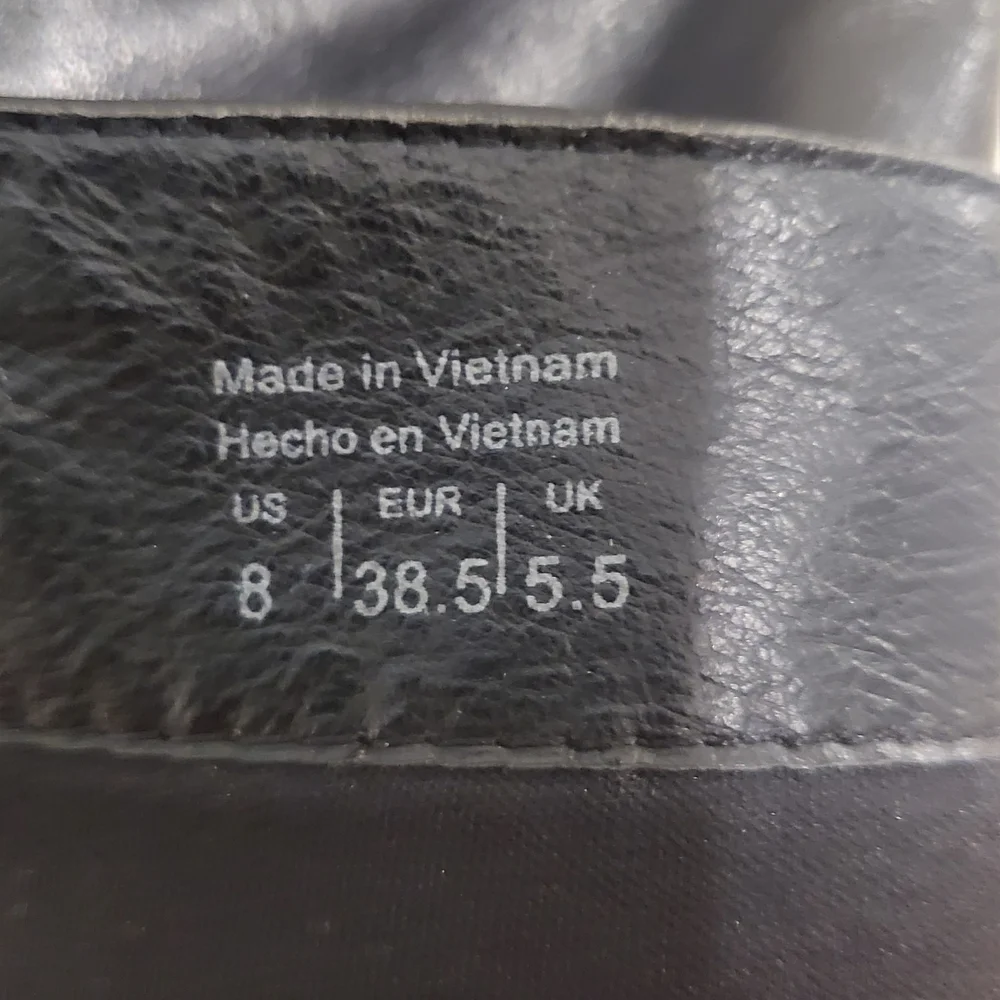 Made in Vietnam
Hecho en Vietnam
US | EUR | UK
8 | 38.5 | 5.5